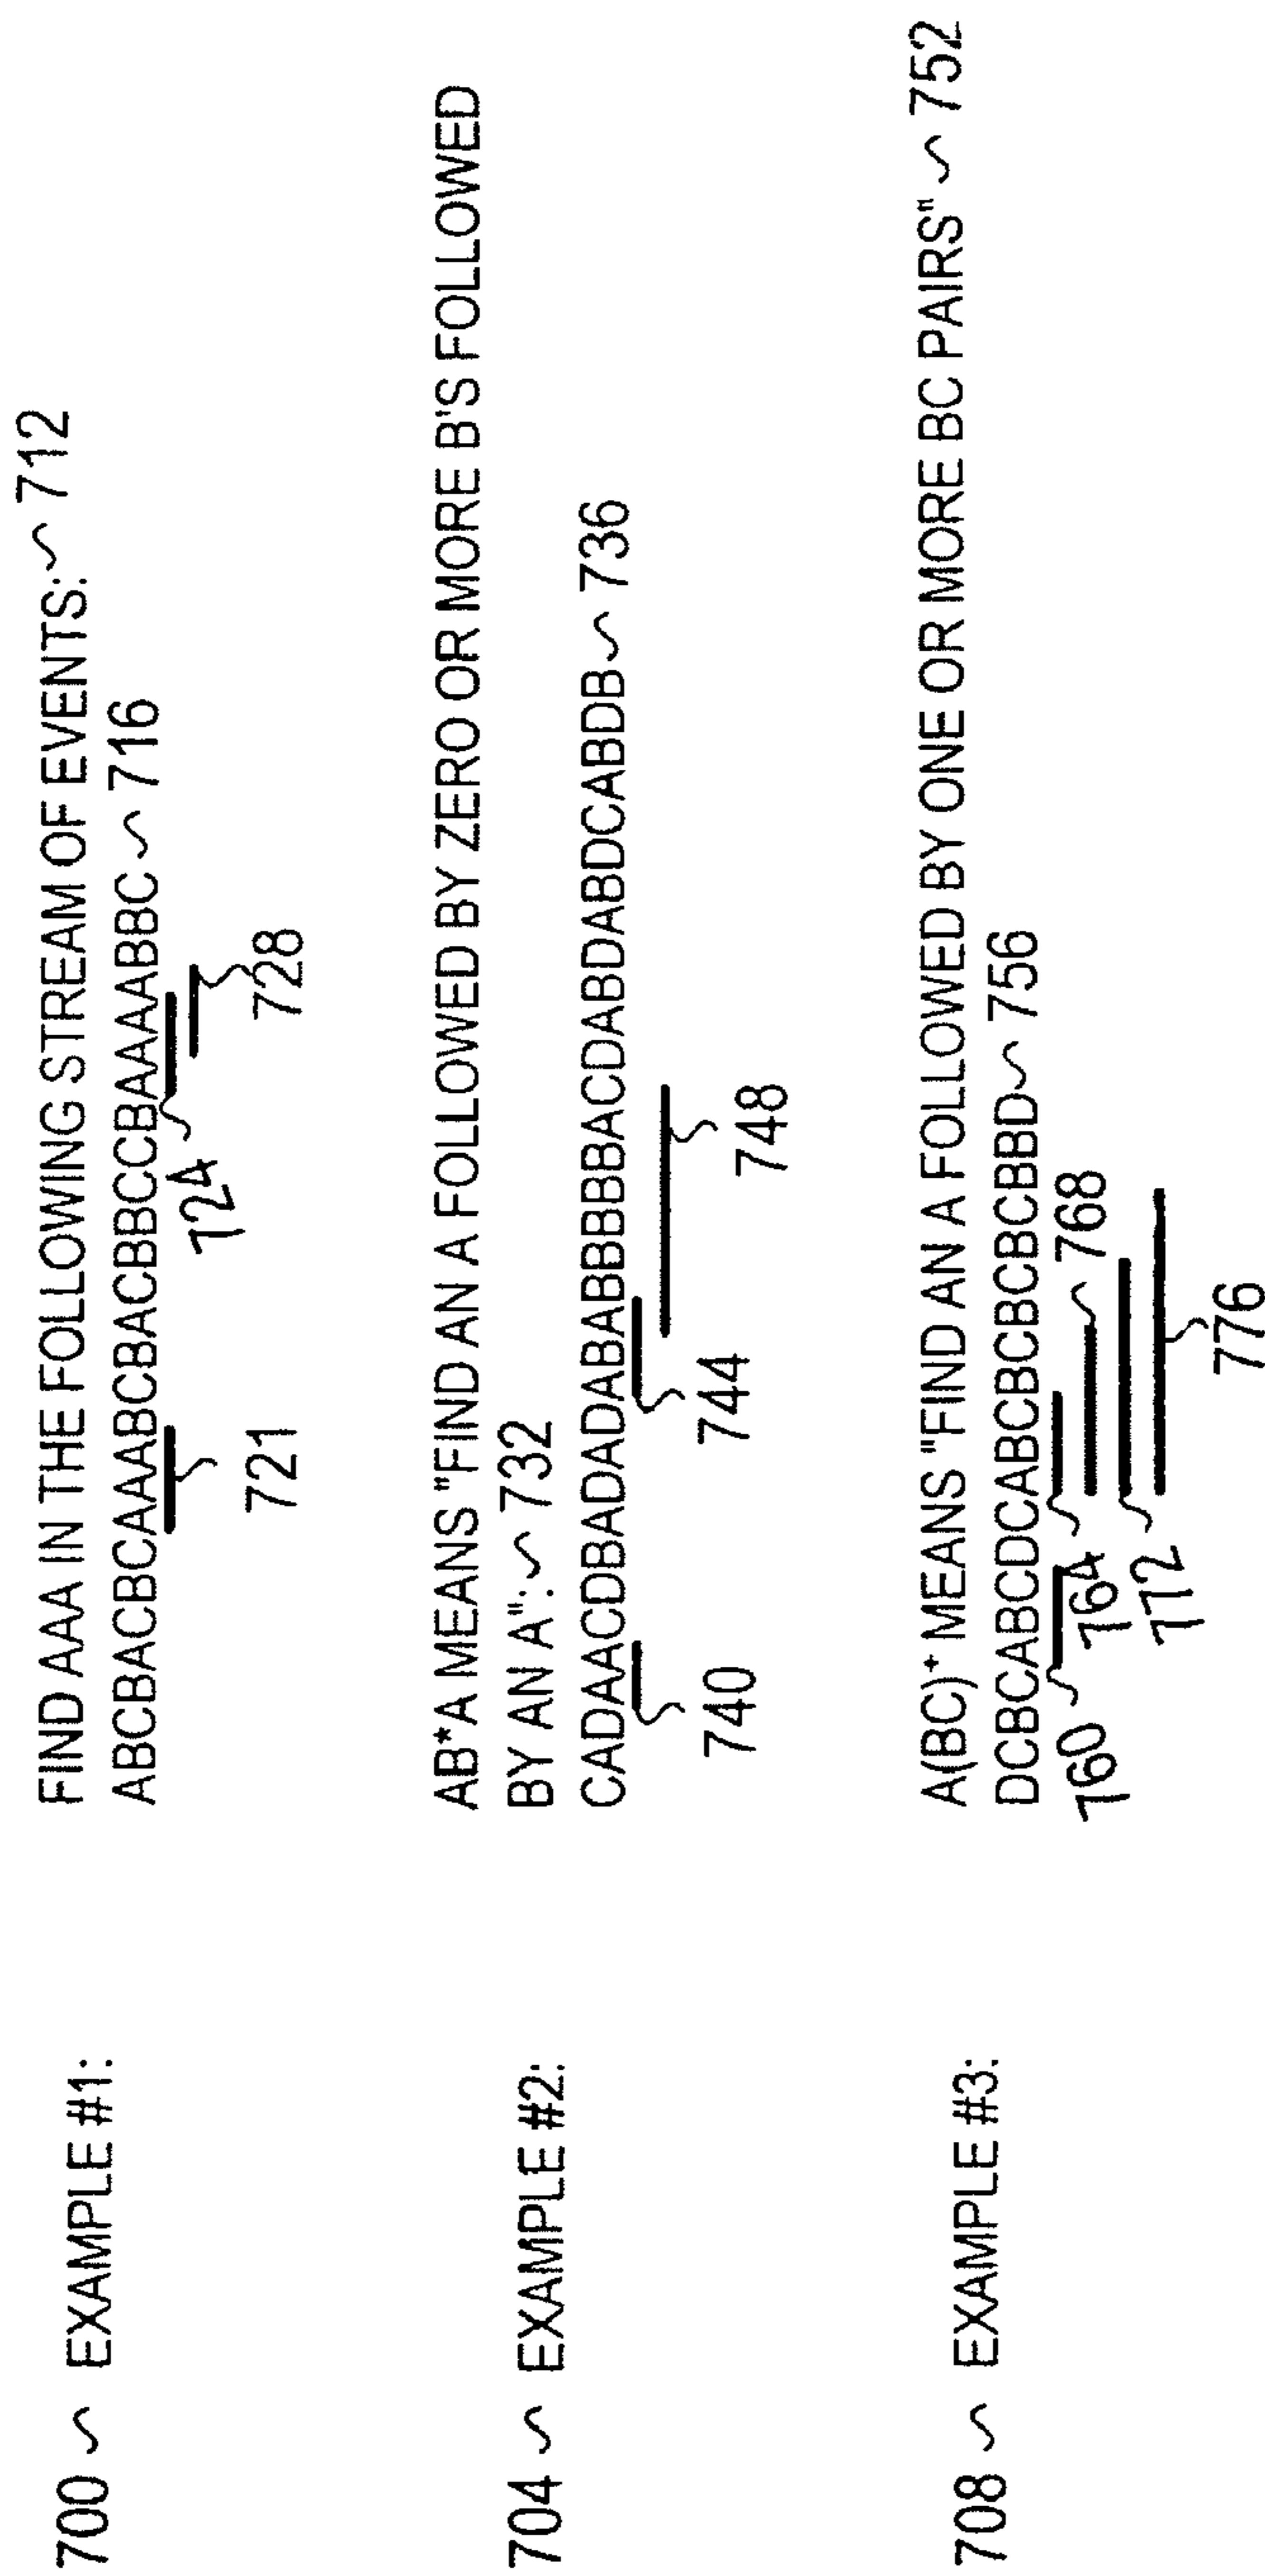 FIND AAA IN THE FOLLOWING STREAM OF EVENTS:~712
700 ~ EXAMPLE #1:
ABCBACBCAAABCBACBBCCBAAAABBC ~ 716
721
724
728
AB*A MEANS "FIND AN A FOLLOWED BY ZERO OR MORE B'S FOLLOWED
704 ~ EXAMPLE #2:
BY AN A":~ 732
CADAACDBADADABABBBBBACDABDABDCABDB~ 736
740
744
748
A(BC)+ MEANS "FIND AN A FOLLOWED BY ONE OR MORE BC PAIRS" ~ 752
708 ~ EXAMPLE #3:
DCBCABCDCABCBCBCBCBBD~ 756
760
764
768
772
776